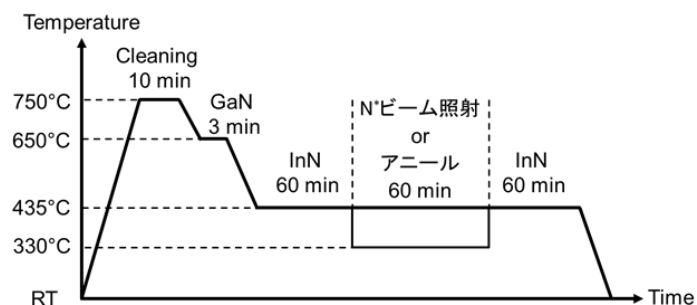 Temperature
Cleaning
10 min
750°C
GaN
3 min
650°C
N*ビーム照射
or
アニール
60 min
InN
60 min
InN
60 min
435°C
330°C
RT
Time